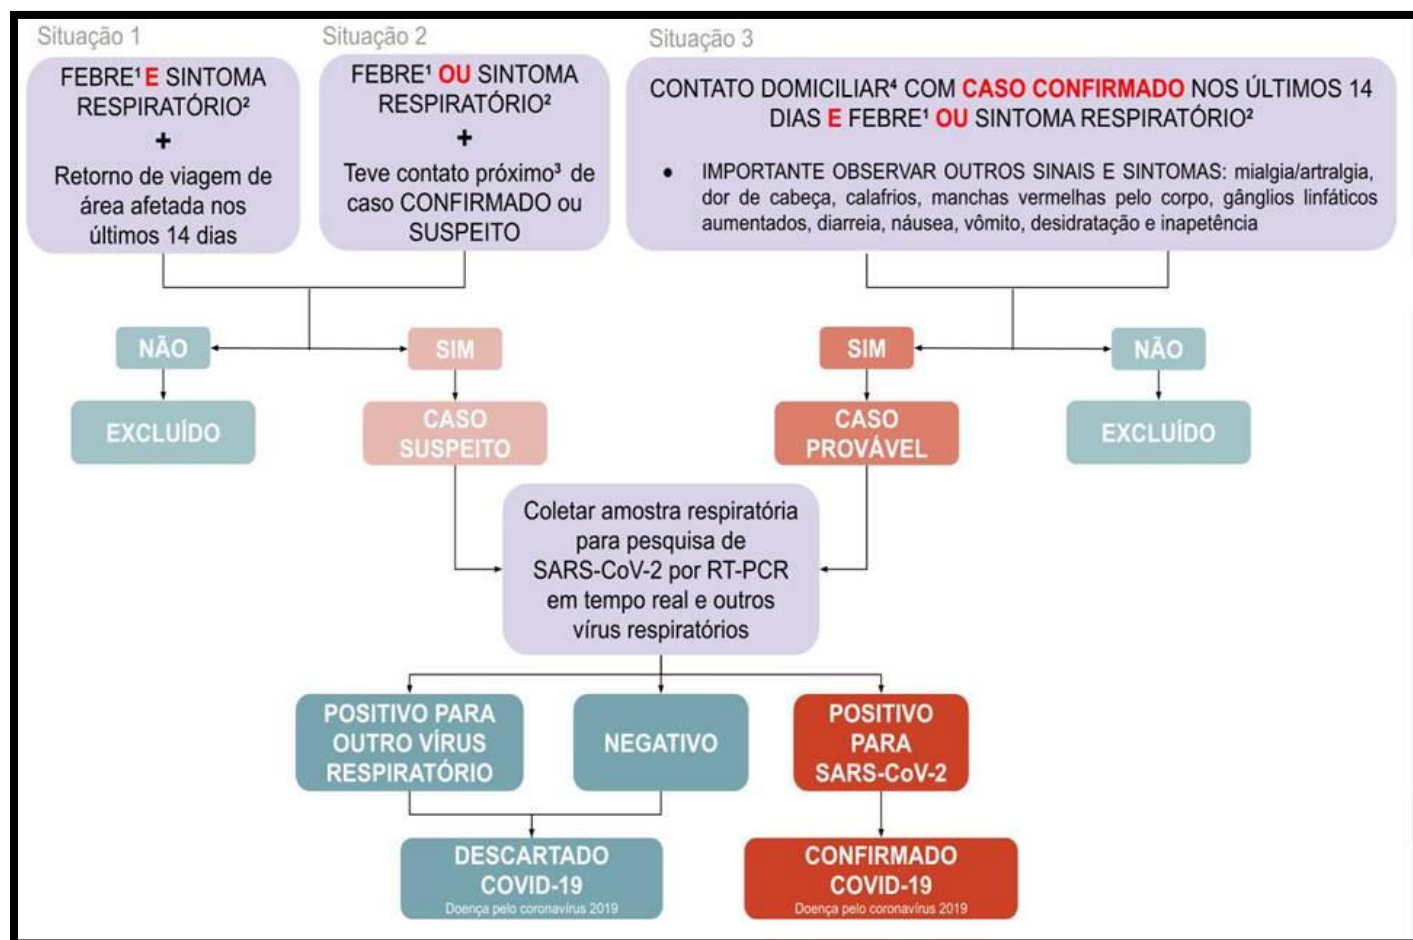 Situação 1
FEBRE¹ E SINTOMA
RESPIRATÓRIO²
+
Retorno de viagem de
área afetada nos
últimos 14 dias
Situação 2
FEBRE¹ OU SINTOMA
RESPIRATÓRIO²
+
Teve contato próximo³ de
caso CONFIRMADO ou
SUSPEITO
Situação 3
CONTATO DOMICILIAR⁴ COM CASO CONFIRMADO NOS ÚLTIMOS 14
DIAS E FEBRE¹ OU SINTOMA RESPIRATÓRIO²
• IMPORTANTE OBSERVAR OUTROS SINAIS E SINTOMAS: mialgia/artralgia,
dor de cabeça, calafrios, manchas vermelhas pelo corpo, gânglios linfáticos
aumentados, diarreia, náusea, vômito, desidratação e inapetência
NÃO
SIM
SIM
NÃO
EXCLUÍDO
CASO
SUSPEITO
CASO
PROVÁVEL
EXCLUÍDO
Coletar amostra respiratória
para pesquisa de
SARS-CoV-2 por RT-PCR
em tempo real e outros
vírus respiratórios
POSITIVO PARA
OUTRO VÍRUS
RESPIRATÓRIO
NEGATIVO
POSITIVO
PARA
SARS-CoV-2
DESCARTADO
COVID-19
Doença pelo coronavírus 2019
CONFIRMADO
COVID-19
Doença pelo coronavírus 2019